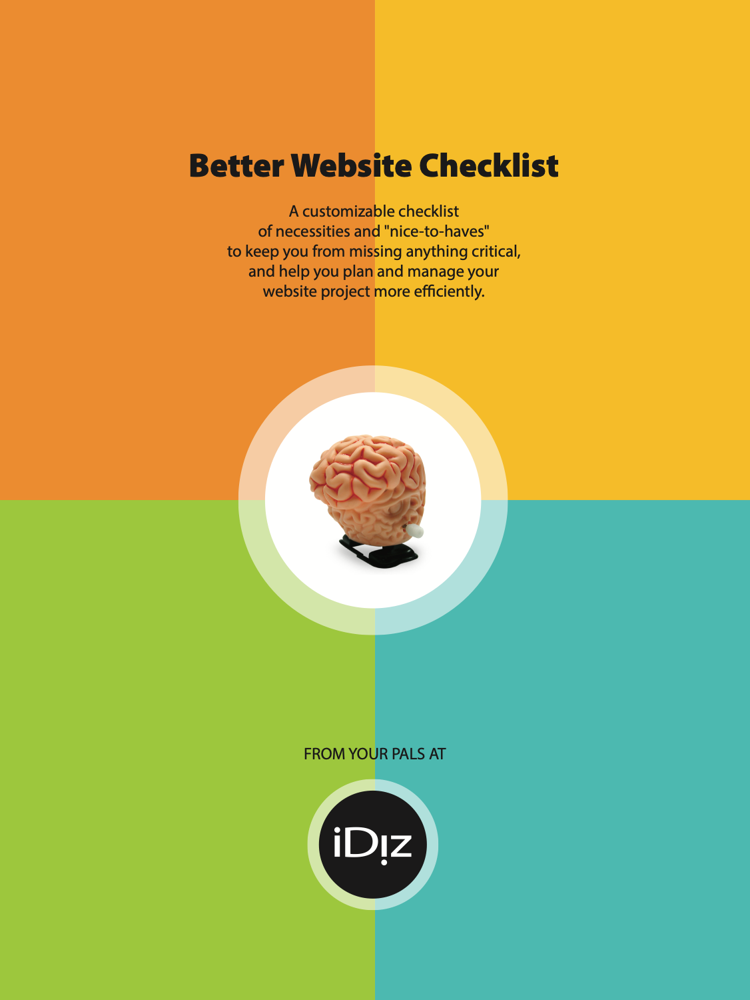 Better Website Checklist
A customizable checklist
of necessities and "nice-to-haves"
to keep you from missing anything critical,
and help you plan and manage your
website project more efficiently.
FROM YOUR PALS AT
iDiz